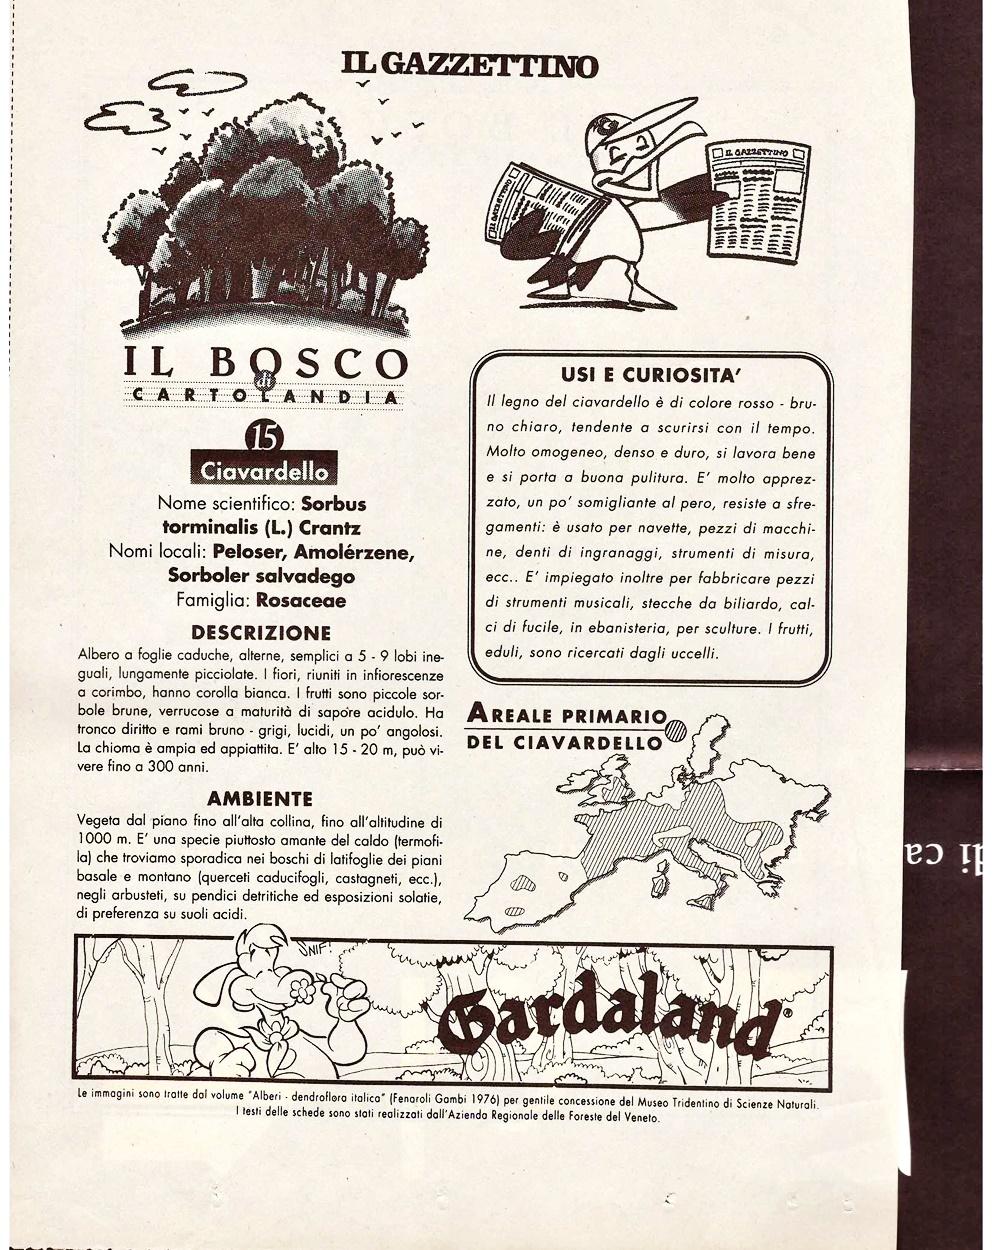 IL GAZZETTINO
IL GAZZETTINO
IL GAZZETTINO
IL BOSCO
di
CARTOLANDIA
15
Ciavardello
Nome scientifico: Sorbus
torminalis (L.) Crantz
Nomi locali: Peloser, Amolérzene,
Sorboler salvadego
Famiglia: Rosaceae
DESCRIZIONE
Albero a foglie caduche, alterne, semplici a 5 - 9 lobi ine-
guali, lungamente picciolate. I fiori, riuniti in infiorescenze
a corimbo, hanno corolla bianca. I frutti sono piccole sor-
bole brune, verrucose a maturità di sapore acidulo. Ha
tronco diritto e rami bruno - grigi, lucidi, un po' angolosi.
La chioma è ampia ed appiattita. E' alto 15 - 20 m, può vi-
vere fino a 300 anni.
AMBIENTE
Vegeta dal piano fino all'alta collina, fino all'altitudine di
1000 m. E' una specie piuttosto amante del caldo (termofi-
la) che troviamo sporadica nei boschi di latifoglie dei piani
basale e montano (querceti caducifogli, castagneti, ecc.),
negli arbusteti, su pendici detritiche ed esposizioni solatie,
di preferenza su suoli acidi.
USI E CURIOSITA'
Il legno del ciavardello è di colore rosso - bru-
no chiaro, tendente a scurirsi con il tempo.
Molto omogeneo, denso e duro, si lavora bene
e si porta a buona pulitura. E' molto apprez-
zato, un po' somigliante al pero, resiste a sfre-
gamenti: è usato per navette, pezzi di macchi-
ne, denti di ingranaggi, strumenti di misura,
ecc.. E' impiegato inoltre per fabbricare pezzi
di strumenti musicali, stecche da biliardo, cal-
ci di fucile, in ebanisteria, per sculture. I frutti,
eduli, sono ricercati dagli uccelli.
AREALE PRIMARIO
DEL CIAVARDELLO
SNIF!
Gardaland®
Le immagini sono tratte dal volume "Alberi - dendroflora italica" (Fenaroli Gambi 1976) per gentile concessione del Museo Tridentino di Scienze Naturali.
I testi delle schede sono stati realizzati dall'Azienda Regionale delle Foreste del Veneto.
di ca